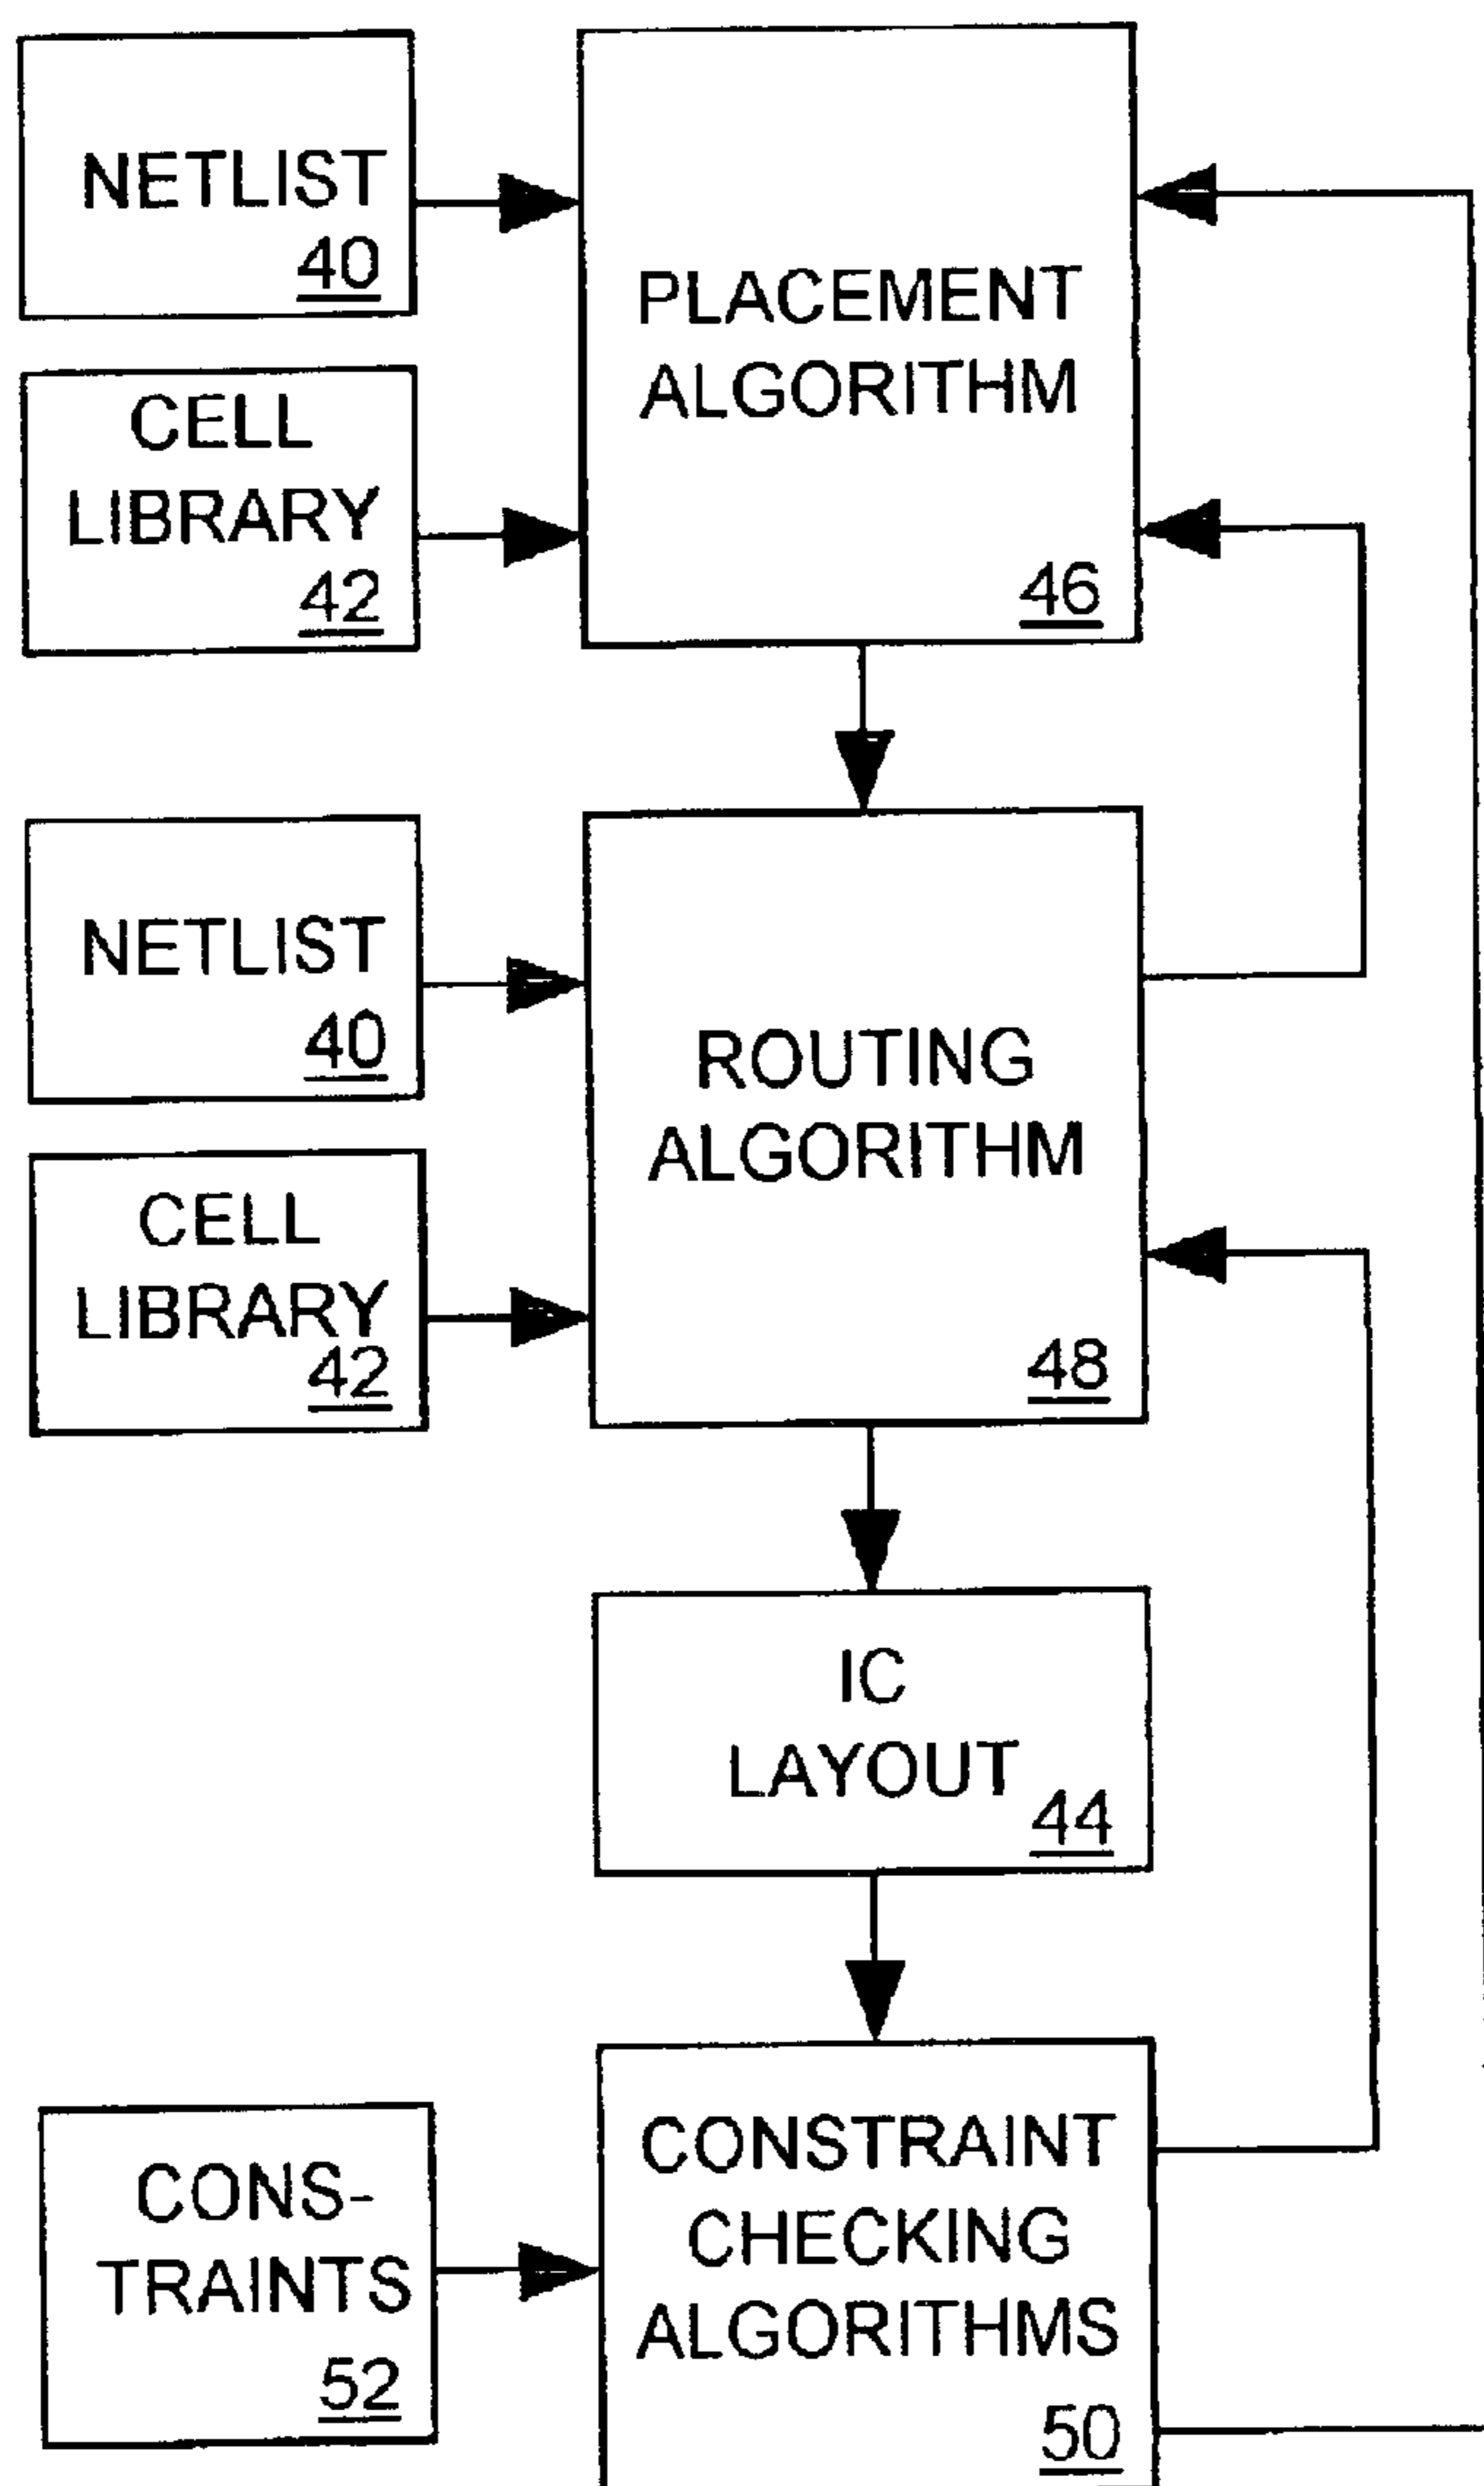 NETLIST
40
CELL
LIBRARY
42
PLACEMENT
ALGORITHM
46
NETLIST
40
CELL
LIBRARY
42
ROUTING
ALGORITHM
48
IC
LAYOUT
44
CONS-
TRAINTS
52
CONSTRAINT
CHECKING
ALGORITHMS
50